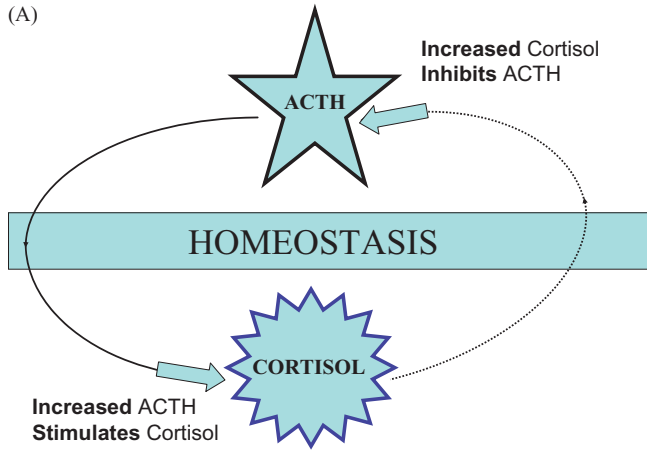 (A)
Increased Cortisol
Inhibits ACTH
ACTH
HOMEOSTASIS
CORTISOL
Increased ACTH
Stimulates Cortisol